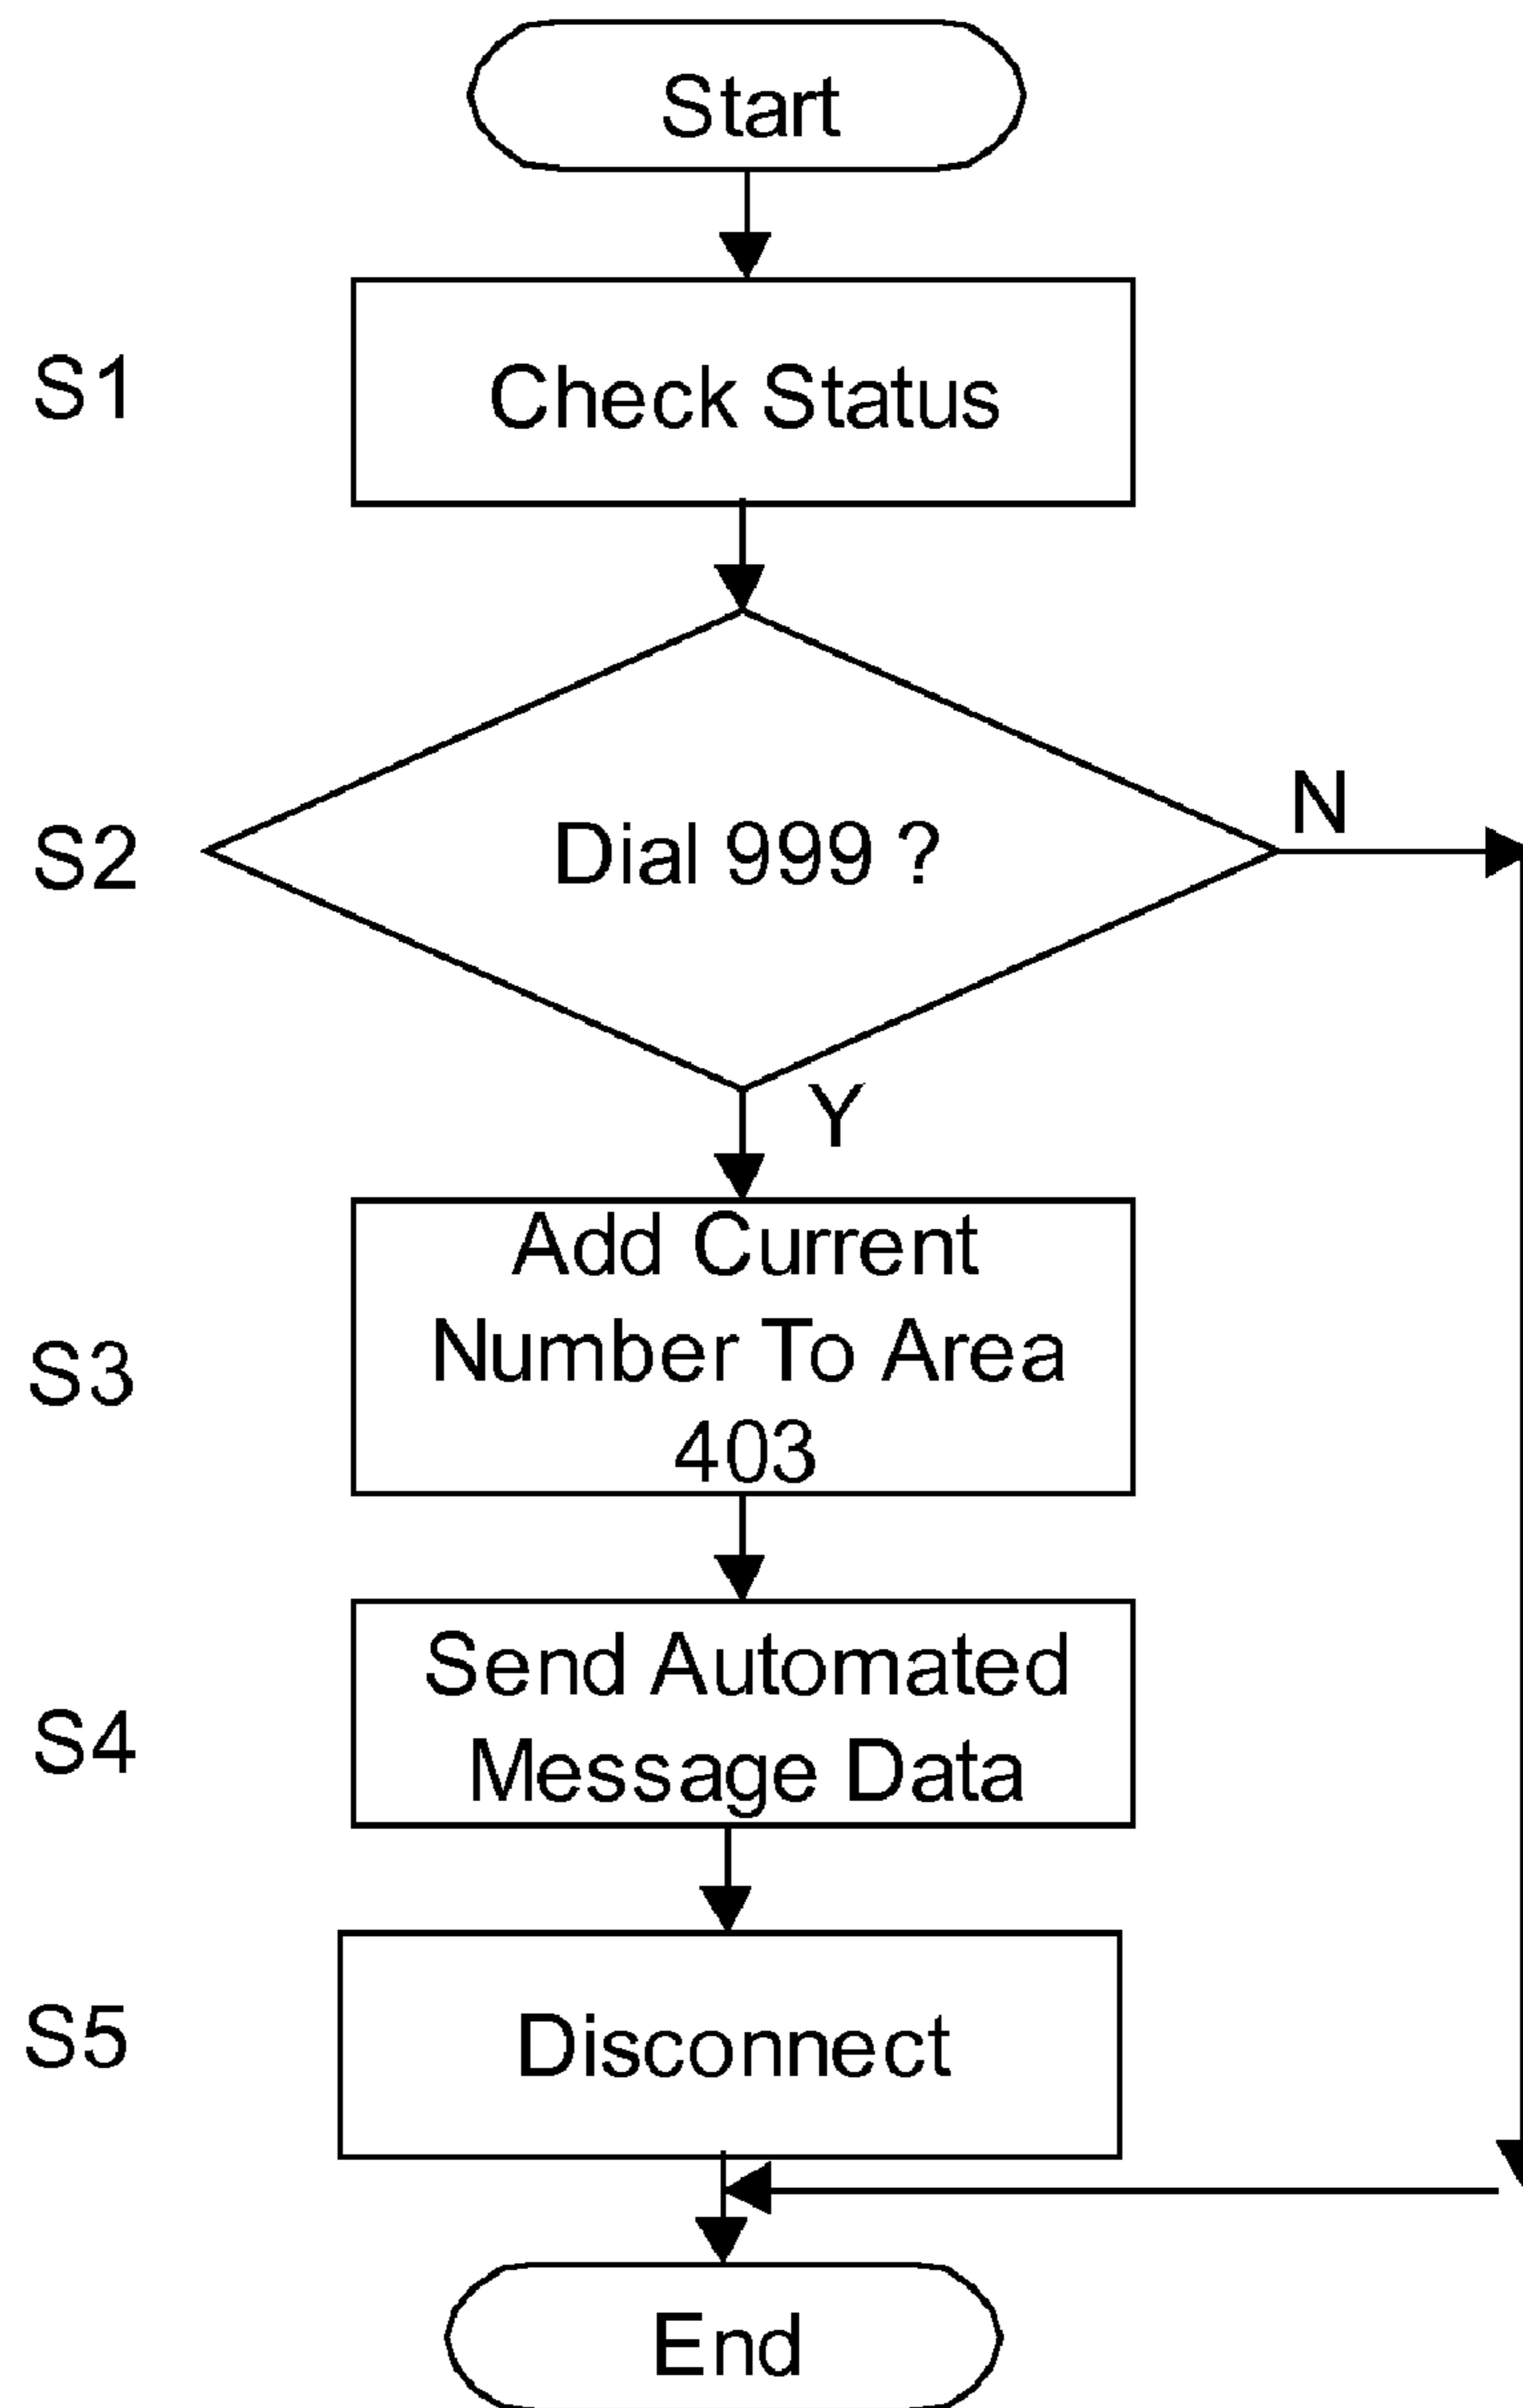 Start
S1
Check Status
S2
Dial 999 ?
N
Y
S3
Add Current
Number To Area
403
S4
Send Automated
Message Data
S5
Disconnect
End